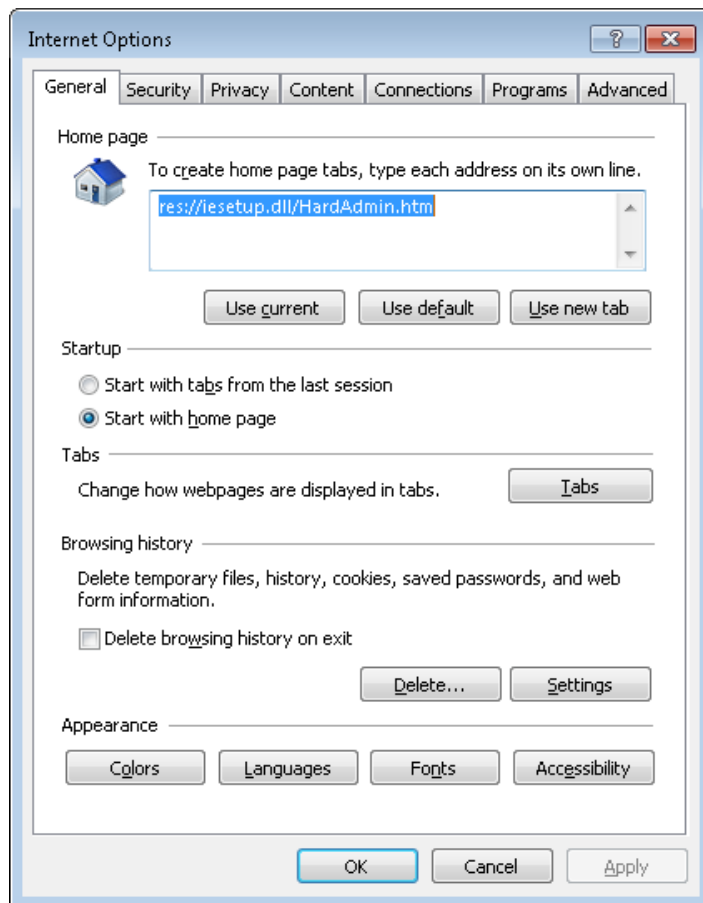 Internet Options
General Security Privacy Content Connections Programs Advanced
Home page
To create home page tabs, type each address on its own line.
res://iesetup.dll/HardAdmin.htm
Use current Use default Use new tab
Startup
Start with tabs from the last session
Start with home page
Tabs
Change how webpages are displayed in tabs. Tabs
Browsing history
Delete temporary files, history, cookies, saved passwords, and web
form information.
Delete browsing history on exit
Delete... Settings
Appearance
Colors Languages Fonts Accessibility
OK Cancel Apply